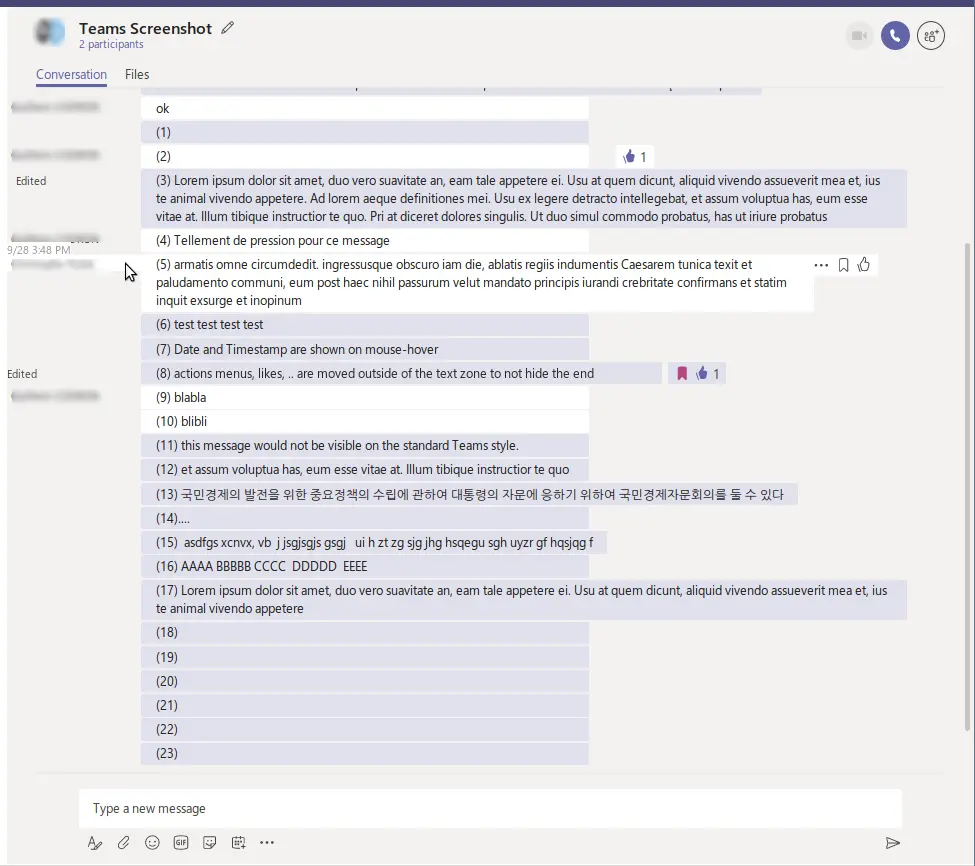 Teams Screenshot
2 participants
Conversation Files
ok
(1)
(2)
1
Edited
(3) Lorem ipsum dolor sit amet, duo vero suavitate an, eam tale appetere ei. Usu at quem dicunt, aliquid vivendo assueverit mea et, ius
te animal vivendo appetere. Ad lorem aeque definitiones mei. Usu ex legere detracto intellegebat, et assum voluptua has, eum esse
vitae at. Illum tibique instructior te quo. Pri at diceret dolores singulis. Ut duo simul commodo probatus, has ut iriure probatus
(4) Tellement de pression pour ce message
9/28 3:48 PM
(5) armatis omne circumdedit. ingressusque obscuro iam die, ablatis regiis indumentis Caesarem tunica texit et
paludamento communi, eum post haec nihil passurum velut mandato principis iurandi crebritate confirmans et statim
inquit exsurge et inopinum
(6) test test test test
(7) Date and Timestamp are shown on mouse-hover
Edited
(8) actions menus, likes, .. are moved outside of the text zone to not hide the end
1
(9) blabla
(10) blibli
(11) this message would not be visible on the standard Teams style.
(12) et assum voluptua has, eum esse vitae at. Illum tibique instructior te quo
(13) 국민경제의 발전을 위한 중요정책의 수립에 관하여 대통령의 자문에 응하기 위하여 국민경제자문회의를 둘 수 있다
(14)....
(15) asdfgs xcnvx, vb j jsgjsgjs gsgj ui h zt zg sjg jhg hsqegu sgh uyzr gf hqsjqg f
(16) AAAA BBBBB CCCC DDDDD EEEE
(17) Lorem ipsum dolor sit amet, duo vero suavitate an, eam tale appetere ei. Usu at quem dicunt, aliquid vivendo assueverit mea et, ius
te animal vivendo appetere
(18)
(19)
(20)
(21)
(22)
(23)
Type a new message
GIF